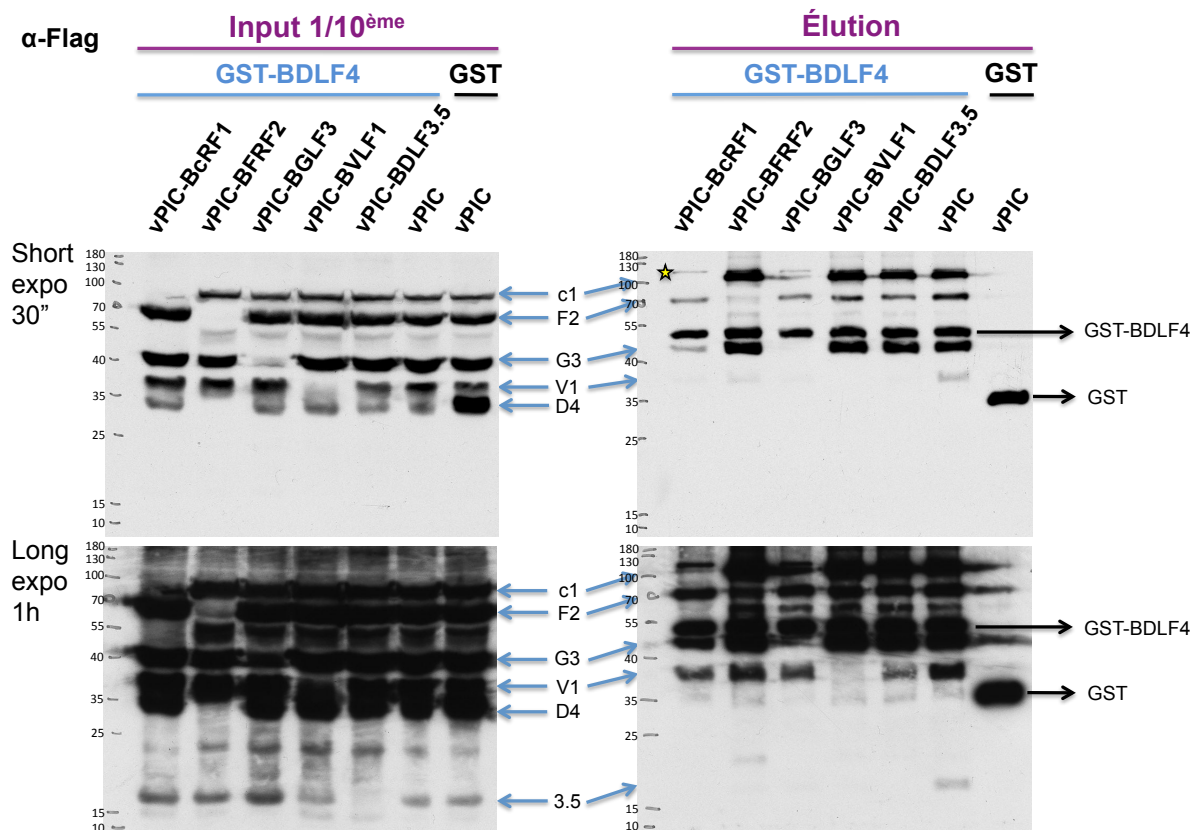 α-Flag
Input 1/10ème
Élution
GST-BDLF4
GST
GST-BDLF4
GST
vPIC-BcRF1
vPIC-BFRF2
vPIC-BGLF3
vPIC-BVLF1
vPIC-BDLF3.5
vPIC
vPIC
vPIC-BcRF1
vPIC-BFRF2
vPIC-BGLF3
vPIC-BVLF1
vPIC-BDLF3.5
vPIC
vPIC
Short
expo
30”
180
130
100
70
55
40
35
25
15
10
c1
F2
G3
V1
D4
180
130
100
70
55
40
35
25
15
10
GST-BDLF4
GST
Long
expo
1h
180
130
100
70
55
40
35
25
15
10
c1
F2
G3
V1
D4
3.5
180
130
100
70
55
40
35
25
15
10
GST-BDLF4
GST